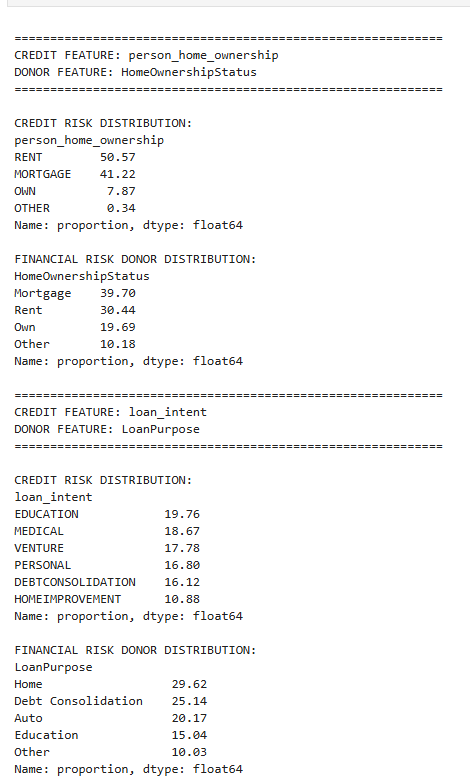 ============================================================
CREDIT FEATURE: person_home_ownership
DONOR FEATURE: HomeOwnershipStatus
============================================================
CREDIT RISK DISTRIBUTION:
person_home_ownership
RENT        50.57
MORTGAGE    41.22
OWN          7.87
OTHER        0.34
Name: proportion, dtype: float64
FINANCIAL RISK DONOR DISTRIBUTION:
HomeOwnershipStatus
Mortgage    39.70
Rent        30.44
Own         19.69
Other       10.18
Name: proportion, dtype: float64
============================================================
CREDIT FEATURE: loan_intent
DONOR FEATURE: LoanPurpose
============================================================
CREDIT RISK DISTRIBUTION:
loan_intent
EDUCATION            19.76
MEDICAL              18.67
VENTURE              17.78
PERSONAL             16.80
DEBTCONSOLIDATION    16.12
HOMEIMPROVEMENT      10.88
Name: proportion, dtype: float64
FINANCIAL RISK DONOR DISTRIBUTION:
LoanPurpose
Home                  29.62
Debt Consolidation    25.14
Auto                  20.17
Education             15.04
Other                 10.03
Name: proportion, dtype: float64